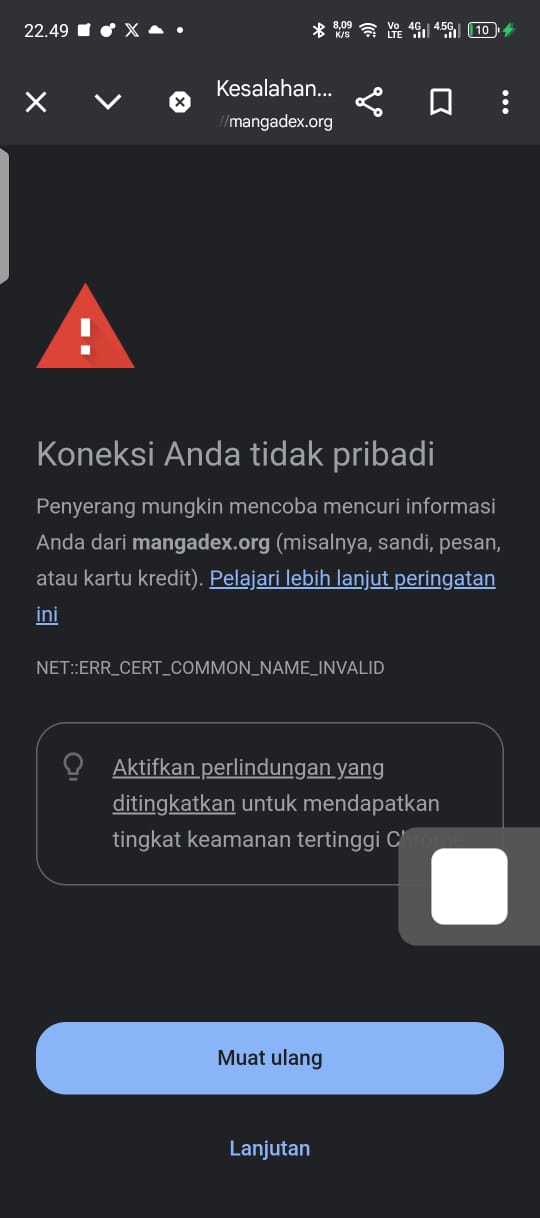 22.49
8,09 K/S
Vo LTE
4G
4.5G
10
Kesalahan...
//mangadex.org
Koneksi Anda tidak pribadi
Penyerang mungkin mencoba mencuri informasi
Anda dari mangadex.org (misalnya, sandi, pesan,
atau kartu kredit). Pelajari lebih lanjut peringatan
ini
NET::ERR_CERT_COMMON_NAME_INVALID
Aktifkan perlindungan yang
ditingkatkan untuk mendapatkan
tingkat keamanan tertinggi Chrome
Muat ulang
Lanjutan